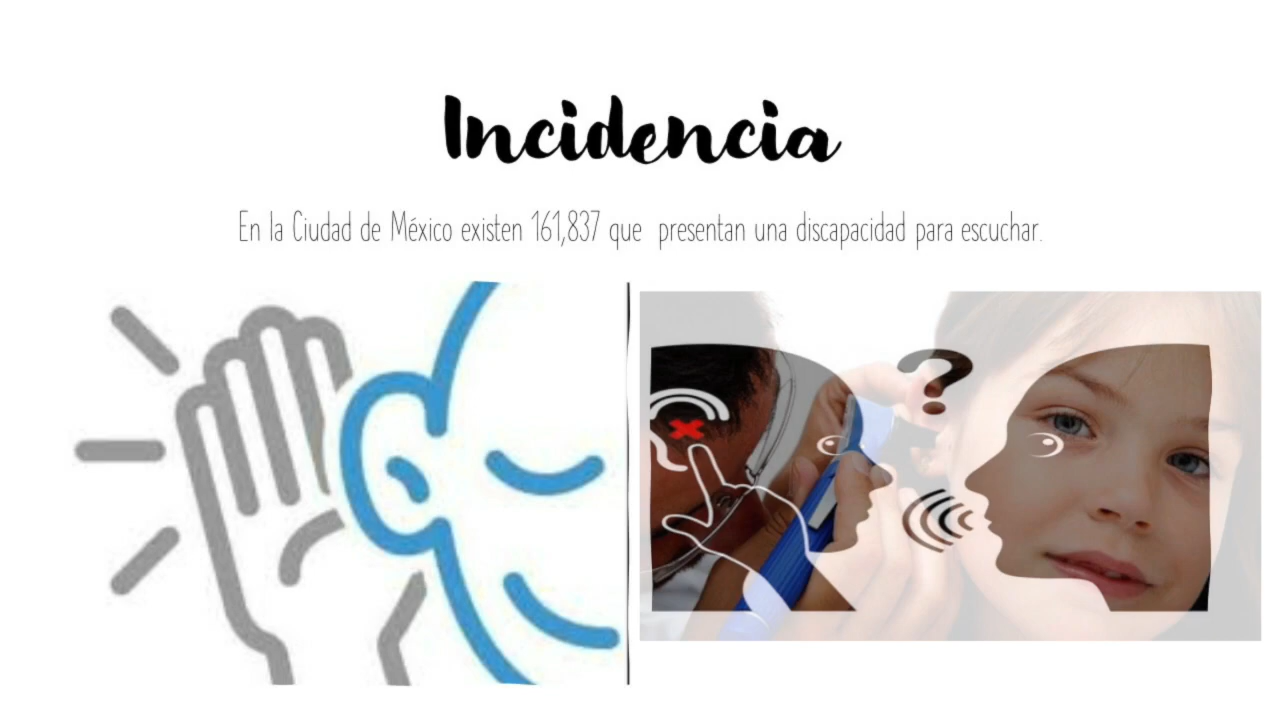 Incidencia
En la Ciudad de México existen 161,837 que presentan una discapacidad para escuchar.
?